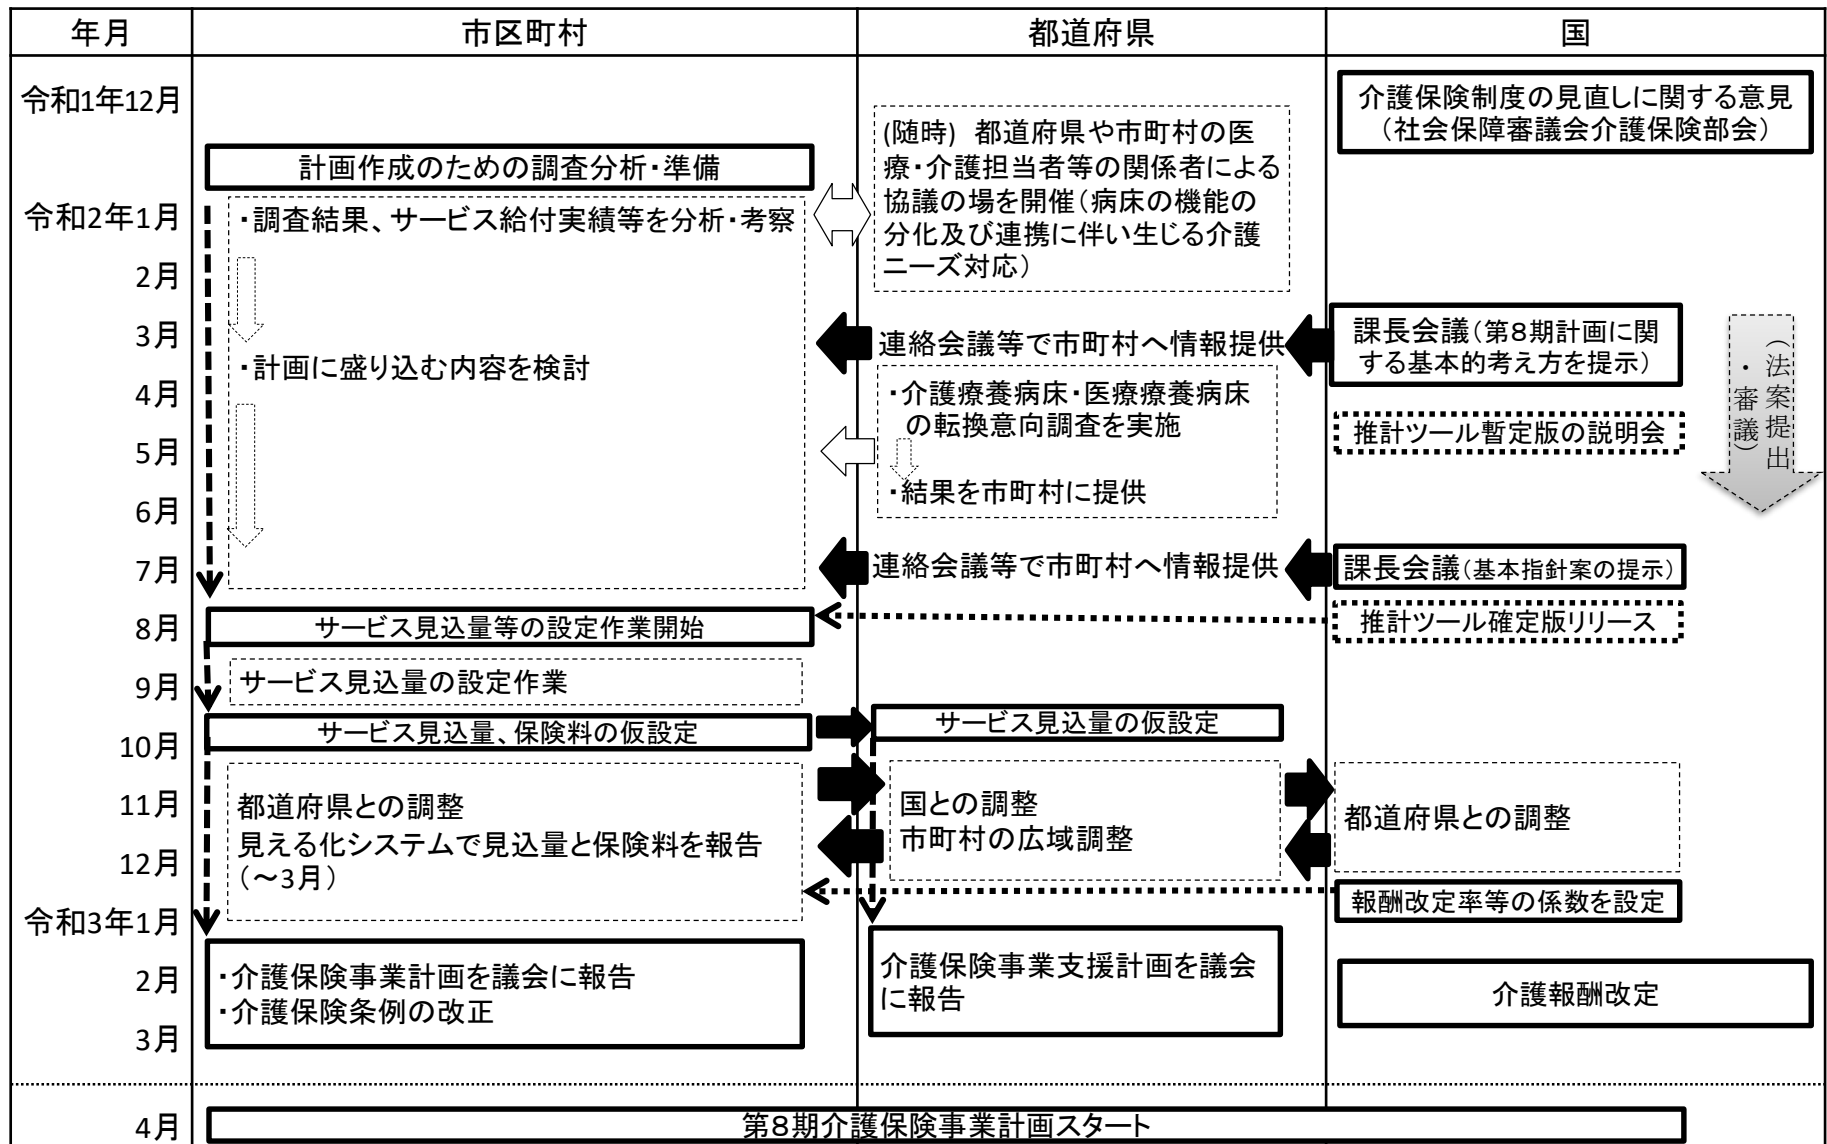 年月
市区町村
都道府県
国
令和1年12月
介護保険制度の見直しに関する意見
（社会保障審議会介護保険部会）
(随時)　都道府県や市町村の医
療・介護担当者等の関係者による
協議の場を開催（病床の機能の
分化及び連携に伴い生じる介護
ニーズ対応）
計画作成のための調査分析・準備
令和2年1月
・調査結果、サービス給付実績等を分析・考察
2月
3月
連絡会議等で市町村へ情報提供
課長会議（第８期計画に関
する基本的考え方を提示）
・計画に盛り込む内容を検討
（法案提出
・審議）
4月
・介護療養病床・医療療養病床
の転換意向調査を実施
推計ツール暫定版の説明会
5月
・結果を市町村に提供
6月
7月
連絡会議等で市町村へ情報提供
課長会議（基本指針案の提示）
8月
サービス見込量等の設定作業開始
推計ツール確定版リリース
9月
サービス見込量の設定作業
10月
サービス見込量、保険料の仮設定
サービス見込量の仮設定
11月
都道府県との調整
見える化システムで見込量と保険料を報告
（～3月）
国との調整
市町村の広域調整
都道府県との調整
12月
報酬改定率等の係数を設定
令和3年1月
2月
・介護保険事業計画を議会に報告
・介護保険条例の改正
介護保険事業支援計画を議会
に報告
介護報酬改定
3月
4月
第８期介護保険事業計画スタート